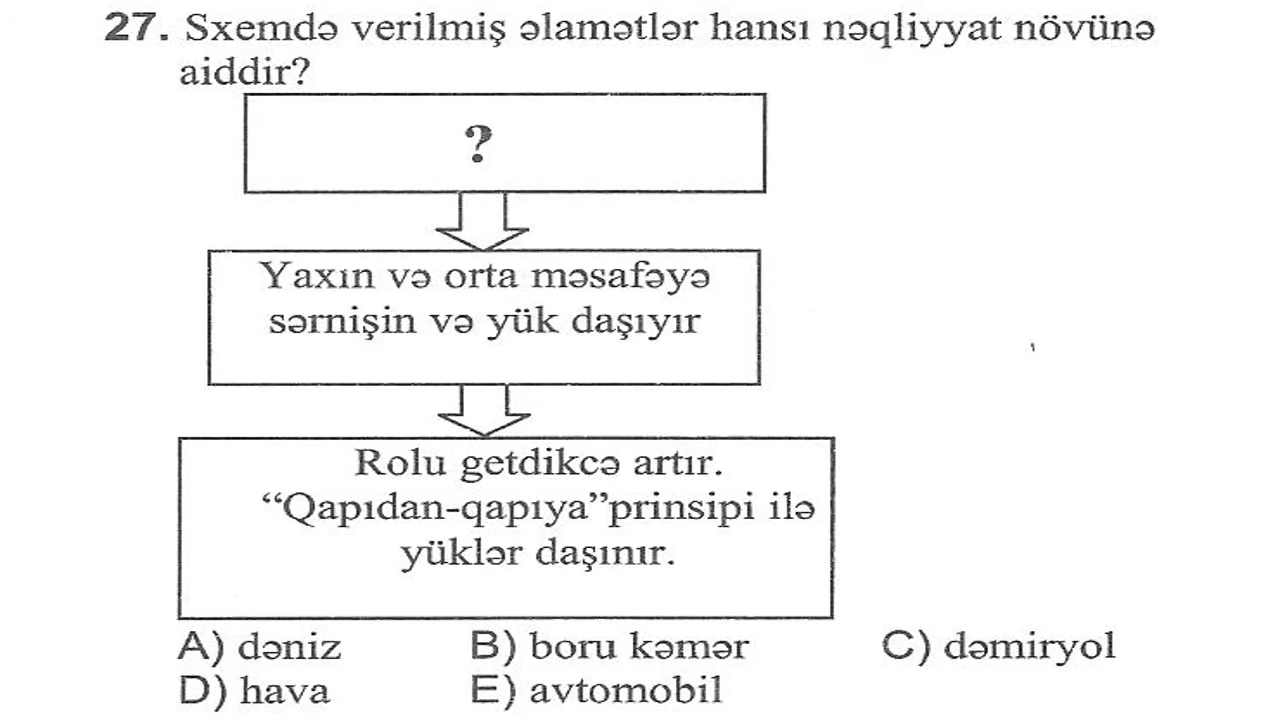 27. Sxemdə verilmiş əlamətlər hansı nəqliyyat növünə
aiddir?
?
Yaxın və orta məsafəyə
sərnişin və yük daşıyır
Rolu getdikcə artır.
“Qapıdan-qapıya”prinsipi ilə
yüklər daşınır.
A) dəniz B) boru kəmər C) dəmiryol
D) hava E) avtomobil